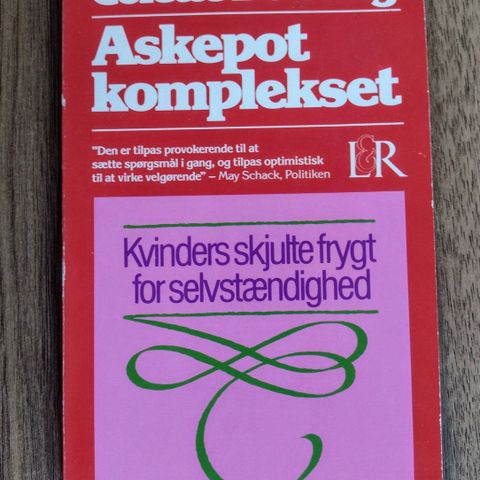 Askepot
komplekset
"Den er tilpas provokerende til at
sætte spørgsmål i gang, og tilpas optimistisk
til at virke velgørende" – May Schack, Politiken
L&R
Kvinders skjulte frygt
for selvstændighed